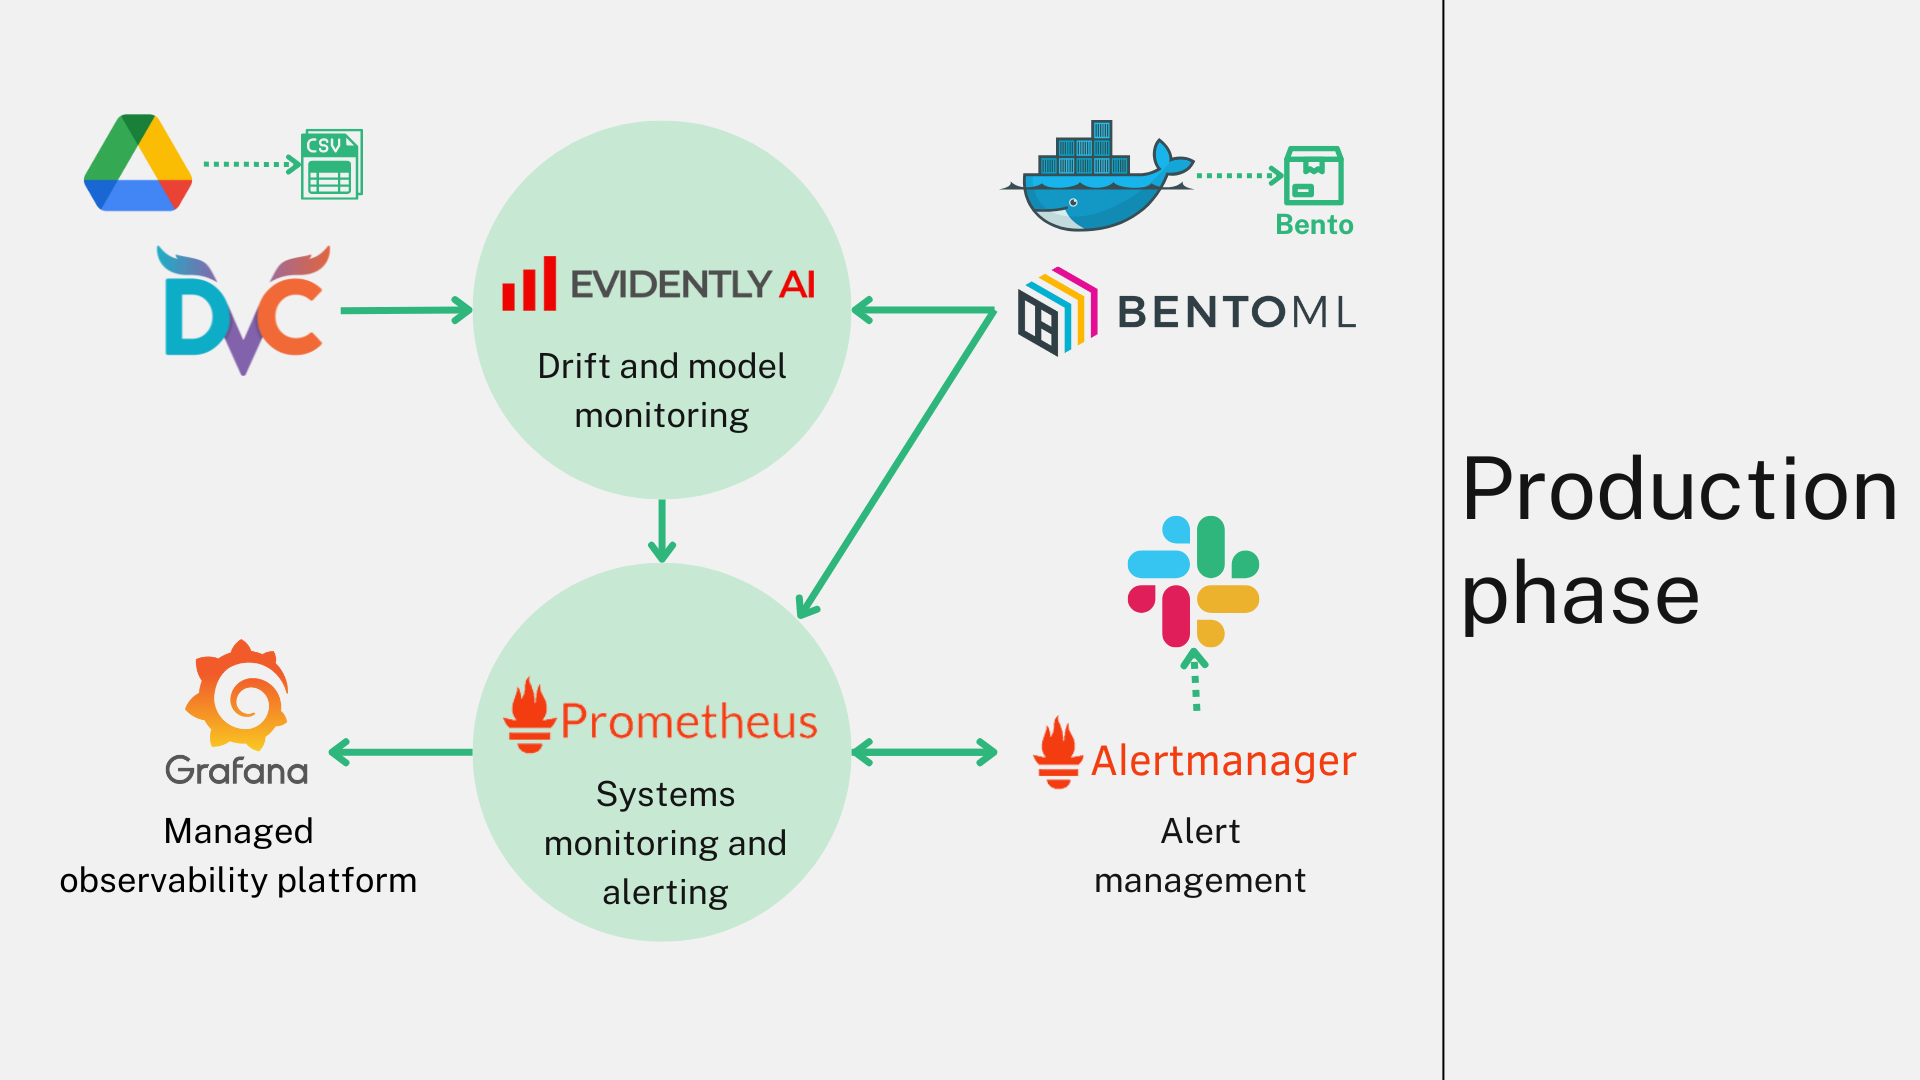 CSV
DVC
EVIDENTLY AI
Drift and model
monitoring
Bento
BENTOML
Grafana
Managed
observability platform
Prometheus
Systems
monitoring and
alerting
Alertmanager
Alert
management
Production
phase